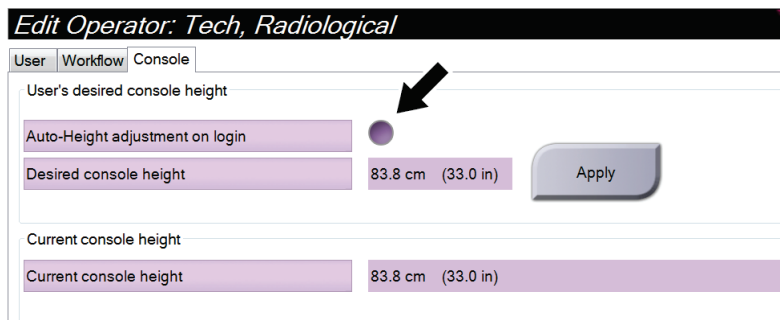 Edit Operator: Tech, Radiological
User Workflow Console
User's desired console height
Auto-Height adjustment on login
Desired console height 83.8 cm (33.0 in) Apply
Current console height
Current console height 83.8 cm (33.0 in)